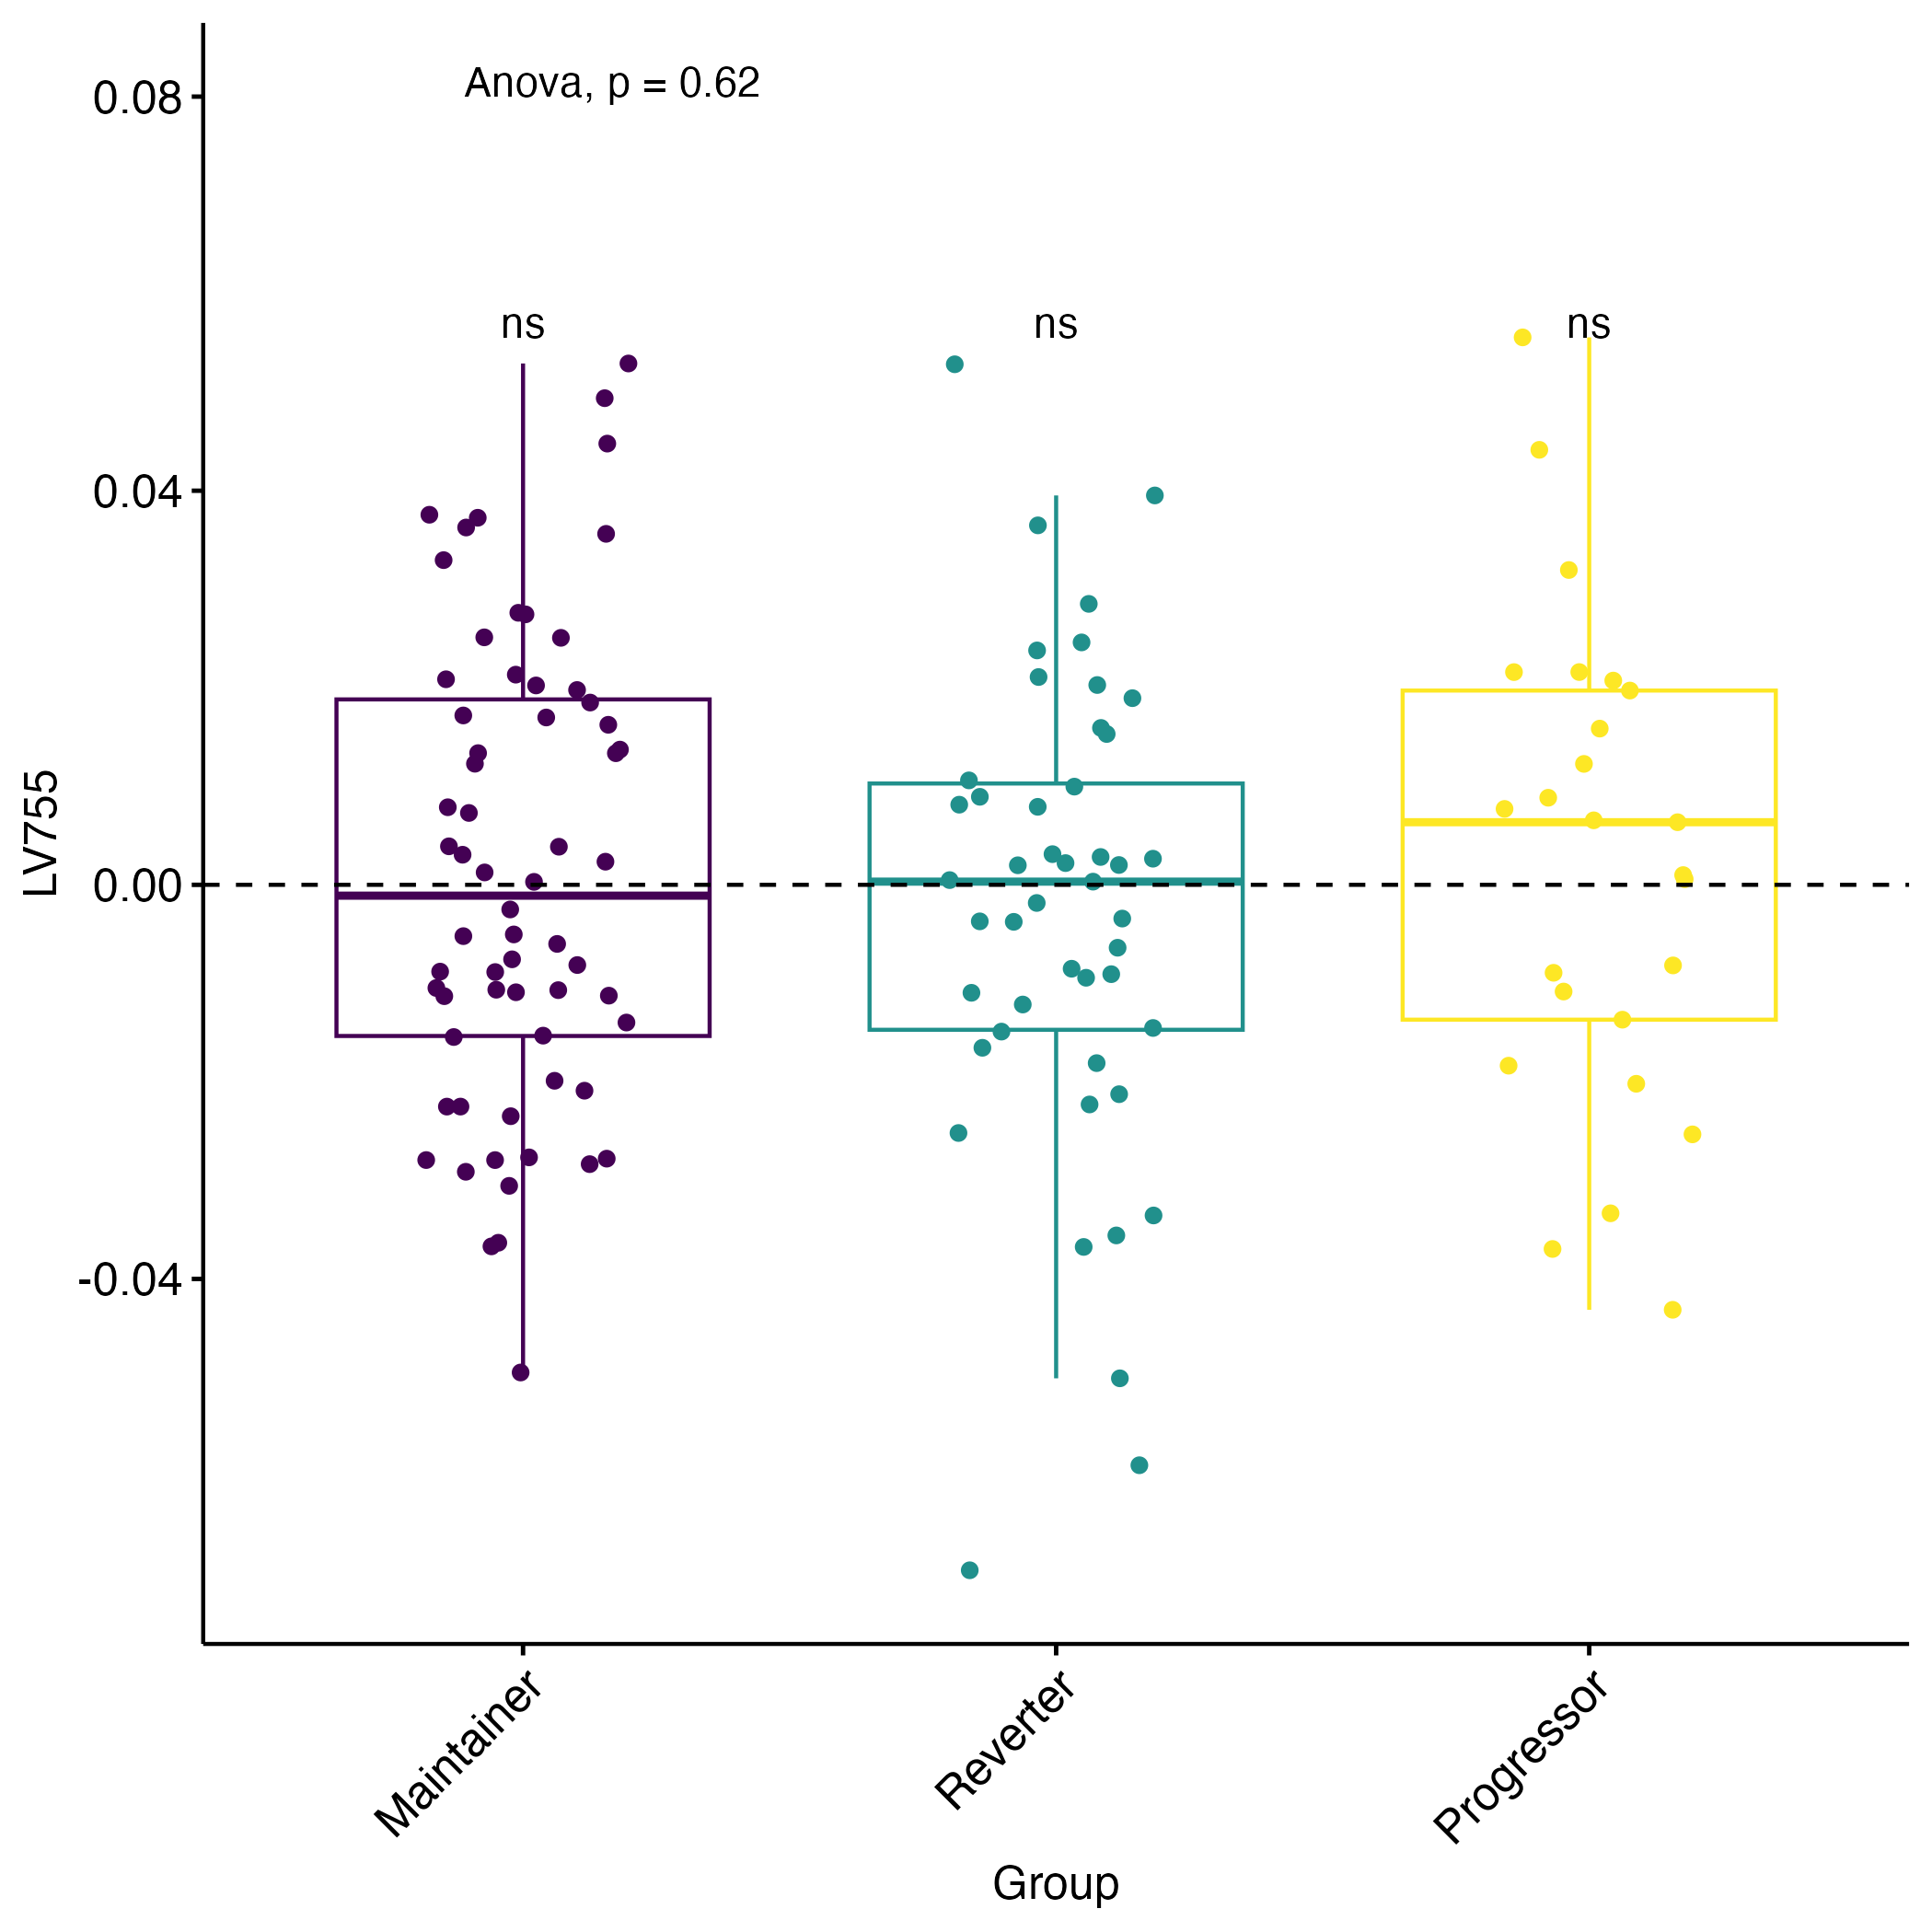 Anova, p = 0.62
0.08
ns ns ns
0.04
0.00
-0.04
LV755
Maintainer
Reverter
Progressor
Group